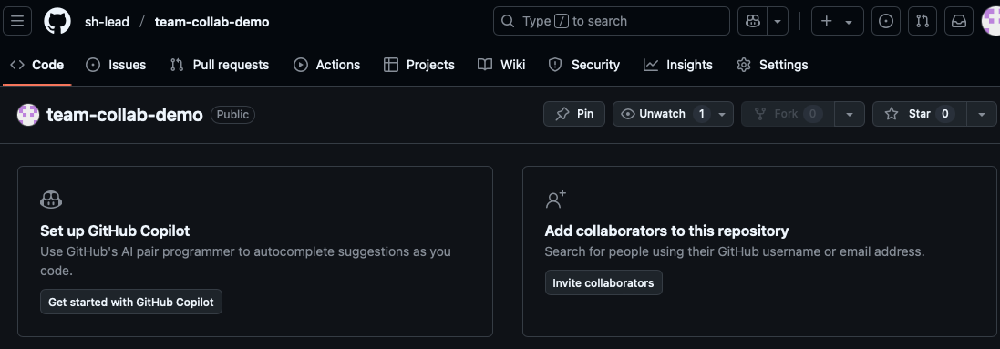 sh-lead / team-collab-demo
Type / to search
Code
Issues
Pull requests
Actions
Projects
Wiki
Security
Insights
Settings
team-collab-demo
Public
Pin
Unwatch 1
Fork 0
Star 0
Set up GitHub Copilot
Use GitHub's AI pair programmer to autocomplete suggestions as you
code.
Get started with GitHub Copilot
Add collaborators to this repository
Search for people using their GitHub username or email address.
Invite collaborators